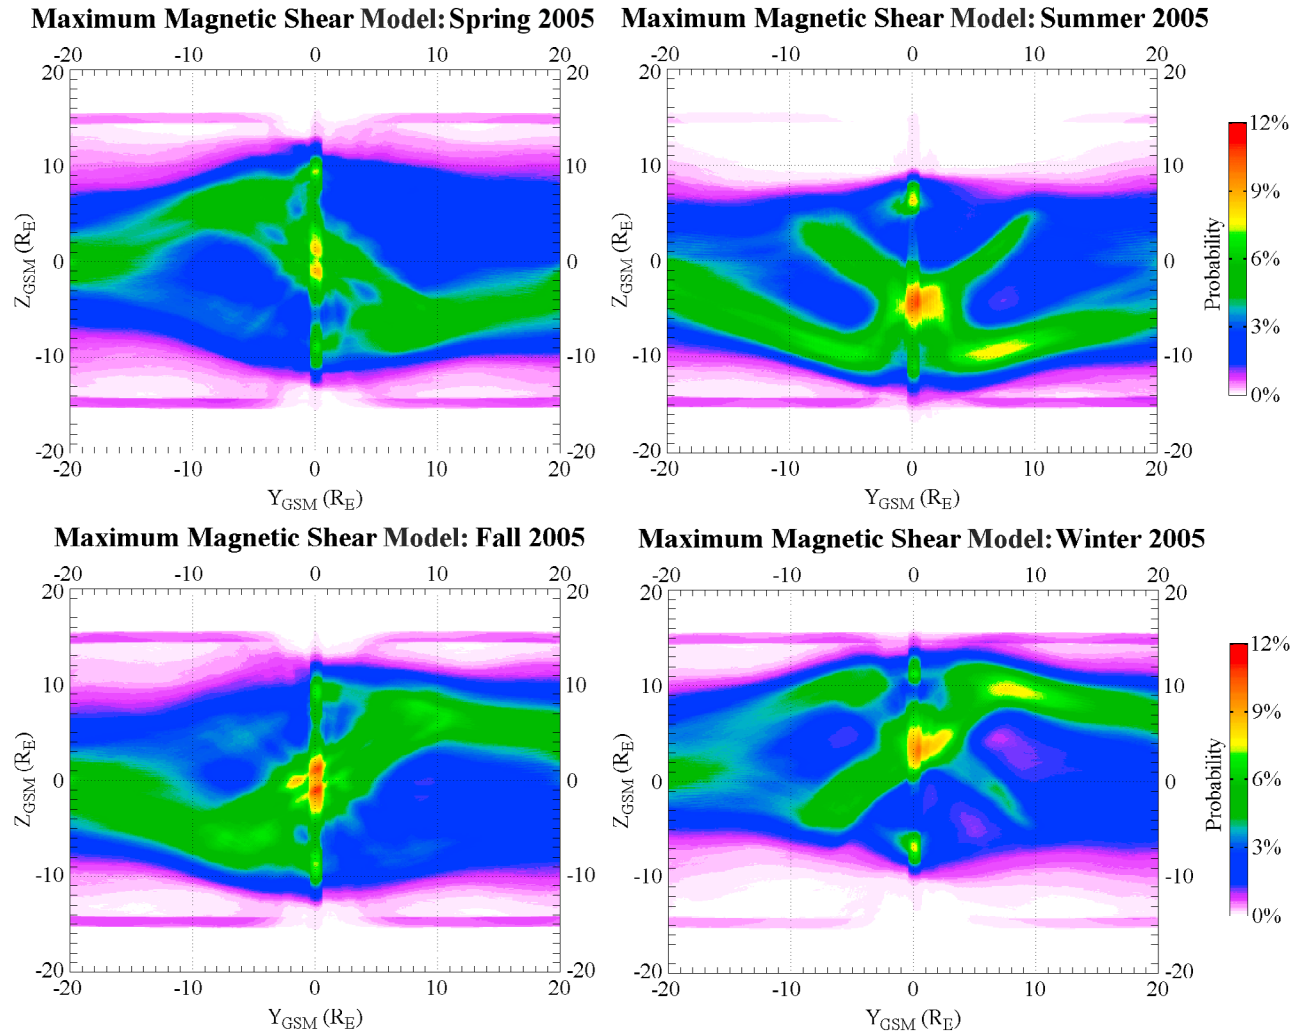 Maximum Magnetic Shear Model: Spring 2005
Maximum Magnetic Shear Model: Summer 2005
-20 -10 0 10 20
-20 -10 0 10 20
20 20
20 20
10 10
10 10
0 0
0 0
-10 -10
-10 -10
-20 -20
-20 -20
-20 -10 0 10 20
-20 -10 0 10 20
Z_GSM (R_E)
Z_GSM (R_E)
Y_GSM (R_E)
Y_GSM (R_E)
Probability
12%
9%
6%
3%
0%
Maximum Magnetic Shear Model: Fall 2005
Maximum Magnetic Shear Model: Winter 2005
-20 -10 0 10 20
-20 -10 0 10 20
20 20
20 20
10 10
10 10
0 0
0 0
-10 -10
-10 -10
-20 -20
-20 -20
-20 -10 0 10 20
-20 -10 0 10 20
Z_GSM (R_E)
Z_GSM (R_E)
Y_GSM (R_E)
Y_GSM (R_E)
Probability
12%
9%
6%
3%
0%